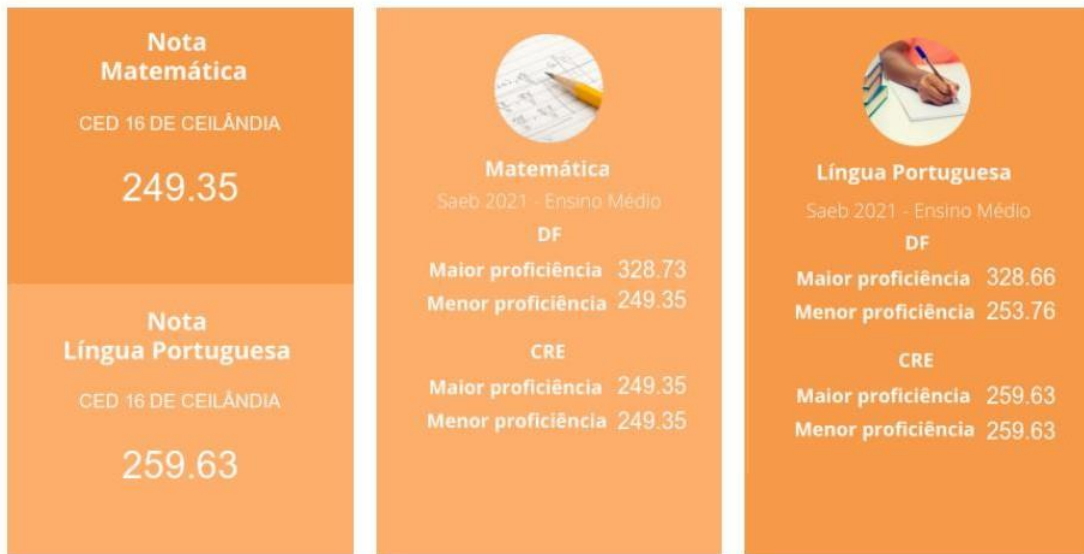 Nota
Matemática
CED 16 DE CEILÂNDIA
249.35
Nota
Língua Portuguesa
CED 16 DE CEILÂNDIA
259.63
Matemática
Saeb 2021 - Ensino Médio
DF
Maior proficiência 328.73
Menor proficiência 249.35
CRE
Maior proficiência 249.35
Menor proficiência 249.35
Língua Portuguesa
Saeb 2021 - Ensino Médio
DF
Maior proficiência 328.66
Menor proficiência 253.76
CRE
Maior proficiência 259.63
Menor proficiência 259.63